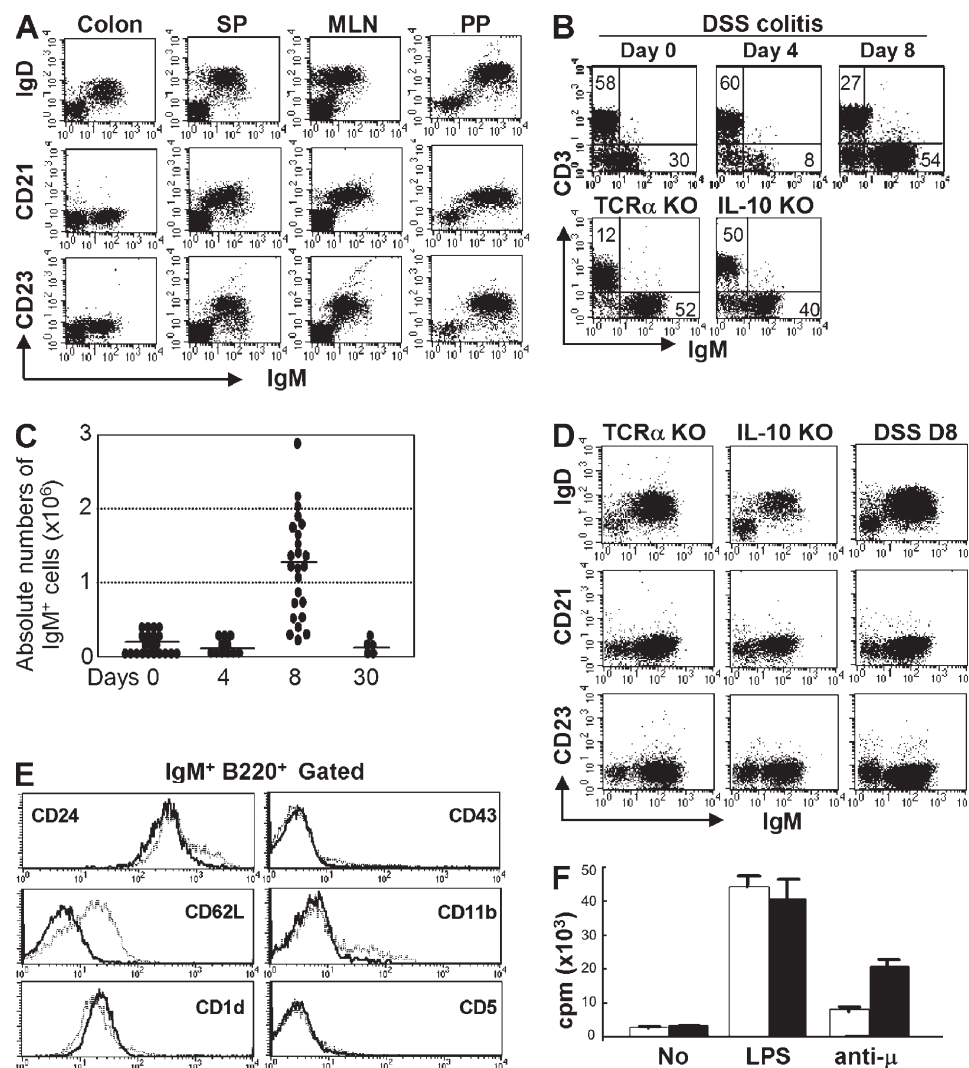 A Colon SP MLN PP
IgD
CD21
CD23
IgM
B DSS colitis
Day 0 Day 4 Day 8
58 60 27
30 8 54
CD3
TCRα KO IL-10 KO
12 50
52 40
IgM
C
Absolute numbers of
IgM⁺ cells (x10⁶)
3
2
1
0
Days 0 4 8 30
D TCRα KO IL-10 KO DSS D8
IgD
CD21
CD23
IgM
E IgM⁺ B220⁺ Gated
CD24 CD43
CD62L CD11b
CD1d CD5
F
cpm (x10³)
50
40
30
20
10
0
No LPS anti-μ